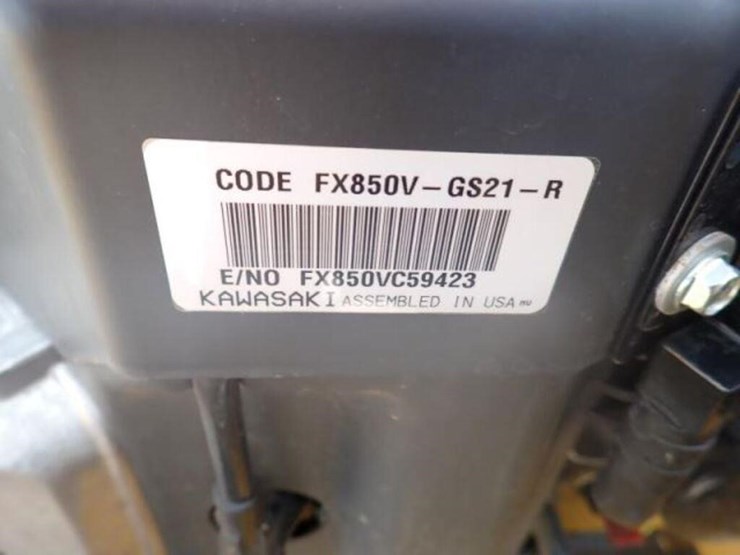 CODE FX850V-GS21-R
E/NO FX850VC59423
KAWASAKI ASSEMBLED IN USA